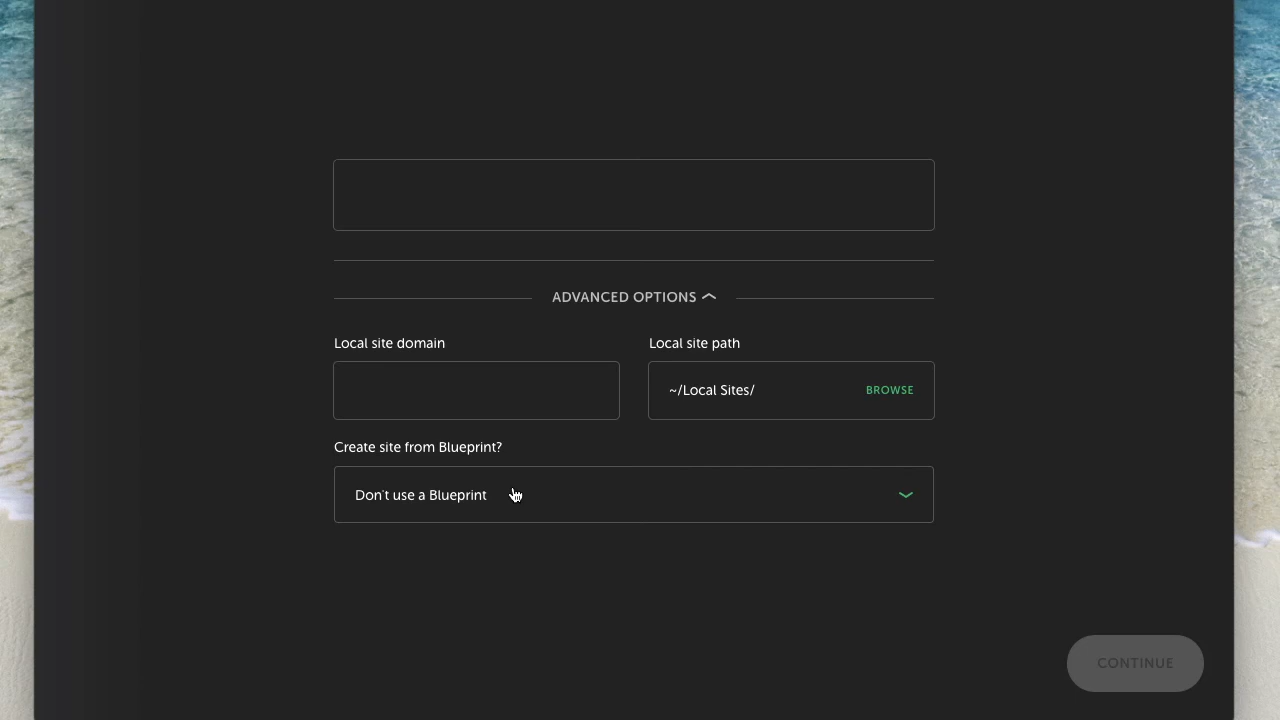 ADVANCED OPTIONS
Local site domain
Local site path
~/Local Sites/
BROWSE
Create site from Blueprint?
Don't use a Blueprint
CONTINUE